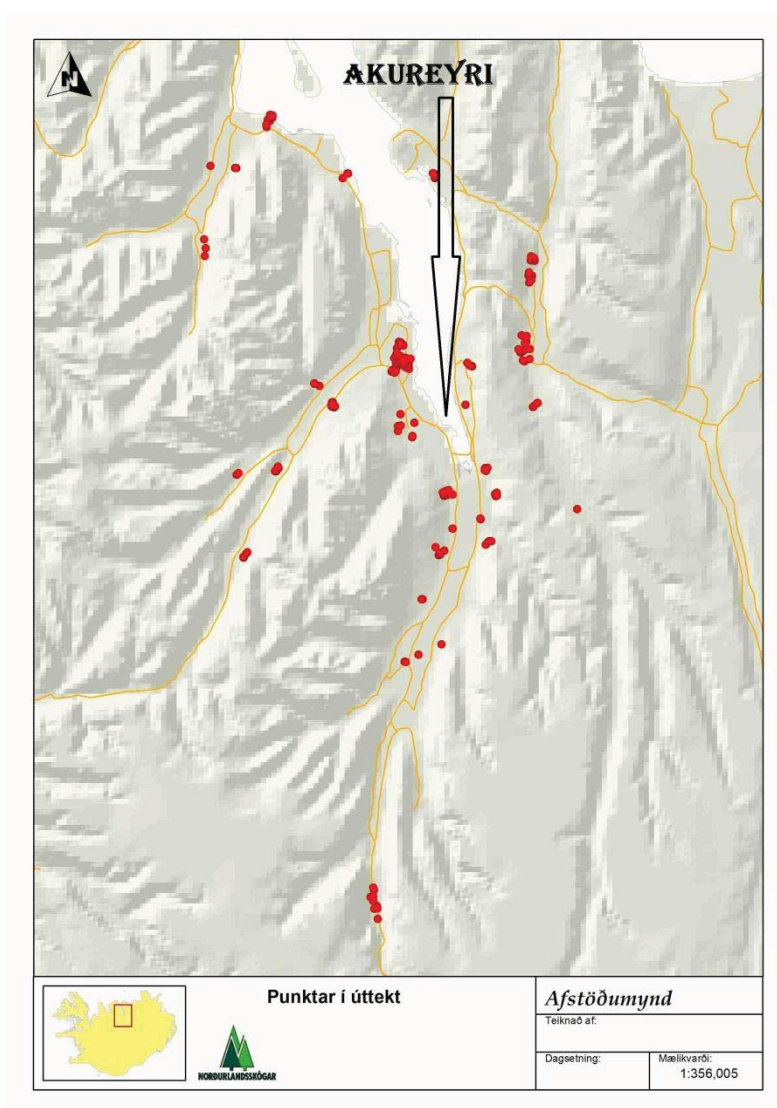 N
AKUREYRI
Punktar í úttekt
NORÐURLANDSSKÓGAR
Afstöðumynd
Teiknað af:
Dagsetning:
Mælikvarði:
1:356,005